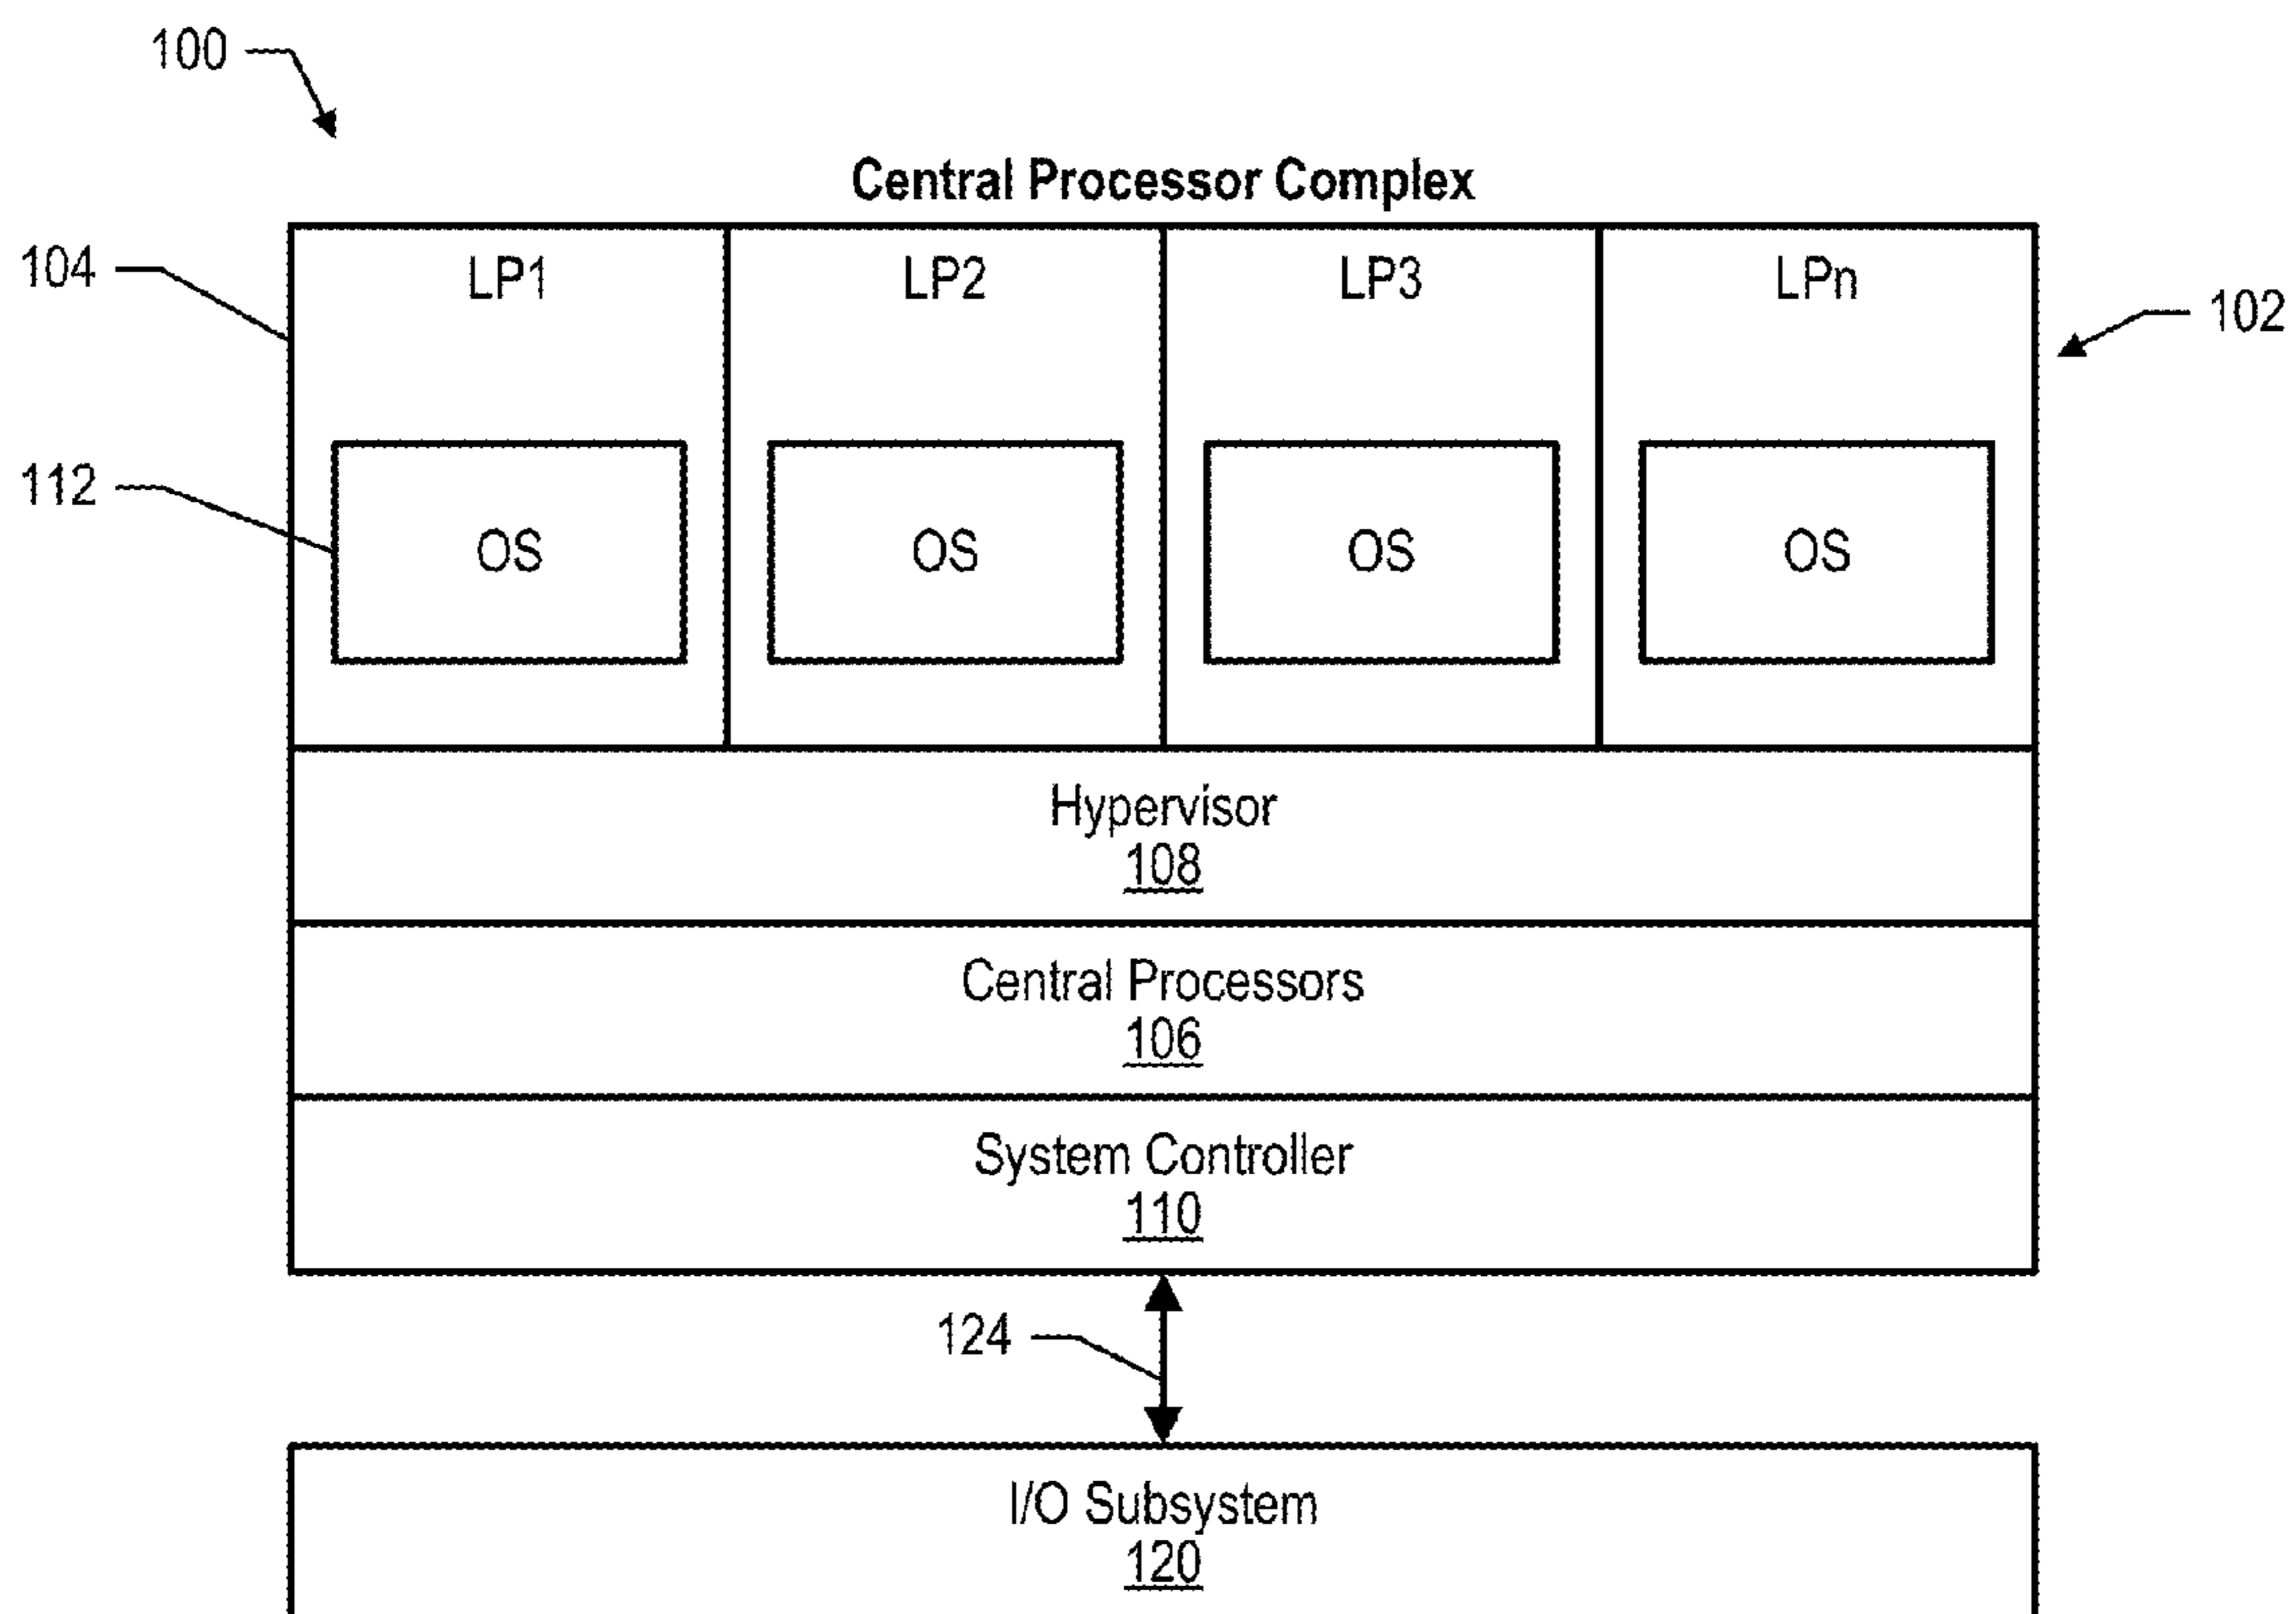 100
Central Processor Complex
104
LP1
LP2
LP3
LPn
102
112
OS
OS
OS
OS
Hypervisor
108
Central Processors
106
System Controller
110
124
I/O Subsystem
120